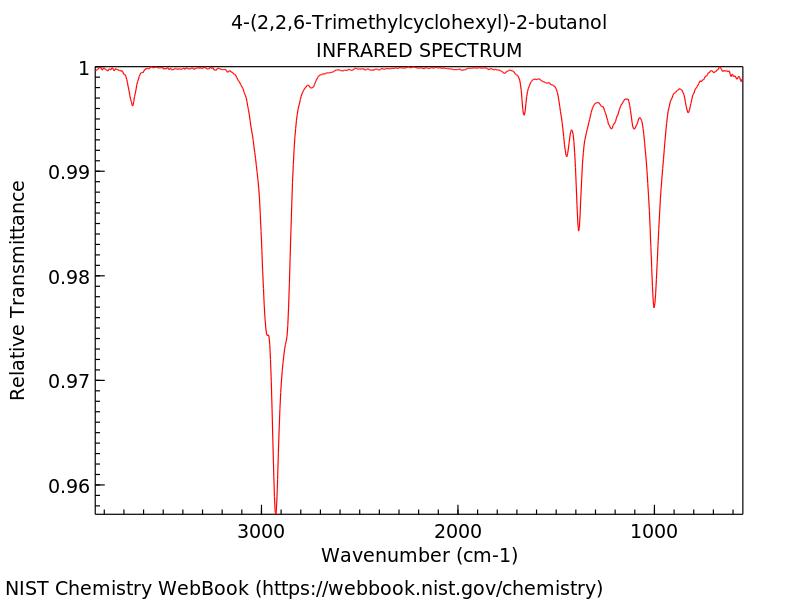 4-(2,2,6-Trimethylcyclohexyl)-2-butanol
INFRARED SPECTRUM
1
0.99
0.98
0.97
0.96
Relative Transmittance
3000 2000 1000
Wavenumber (cm-1)
NIST Chemistry WebBook (https://webbook.nist.gov/chemistry)